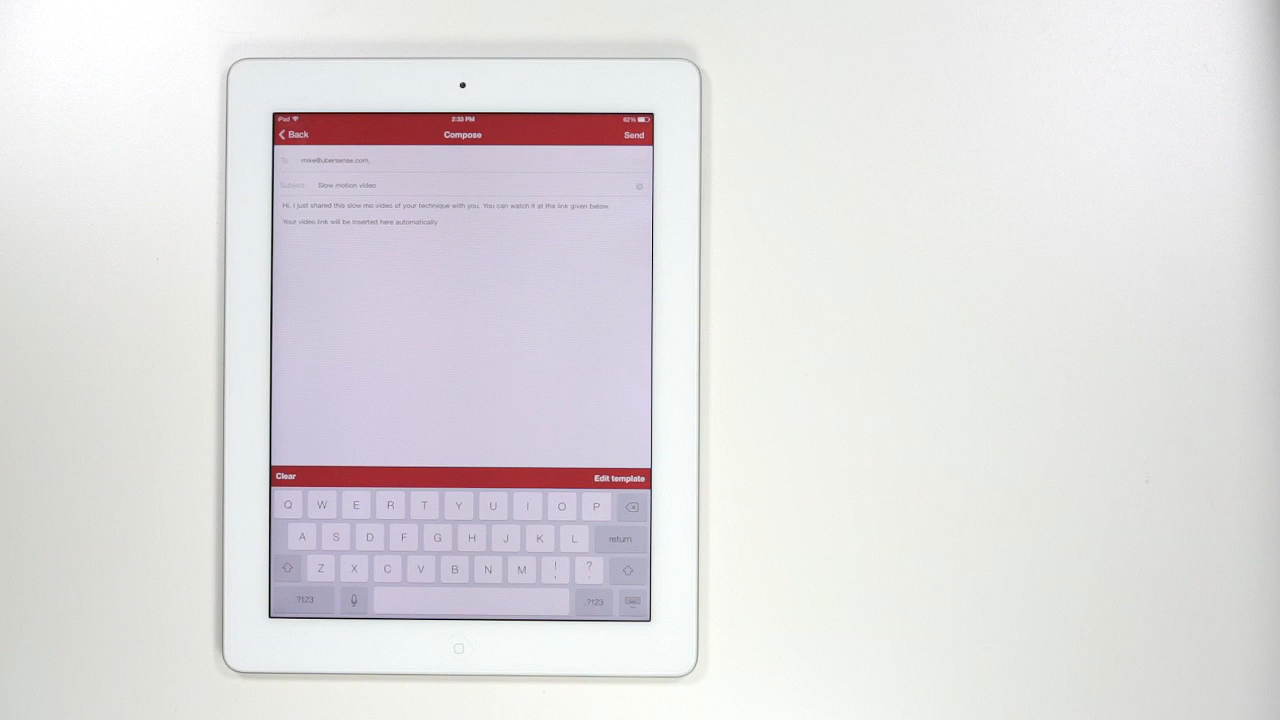 iPad 2:33 PM 62%
Back Compose Send
To mike@ubersense.com,
Subject Slow motion video
Hi, I just shared this slow mo video of your technique with you. You can watch it at the link given below.
Your video link will be inserted here automatically
Clear Edit template
Q W E R T Y U I O P
A S D F G H J K L return
Z X C V B N M ! , ? .
.?123 .?123